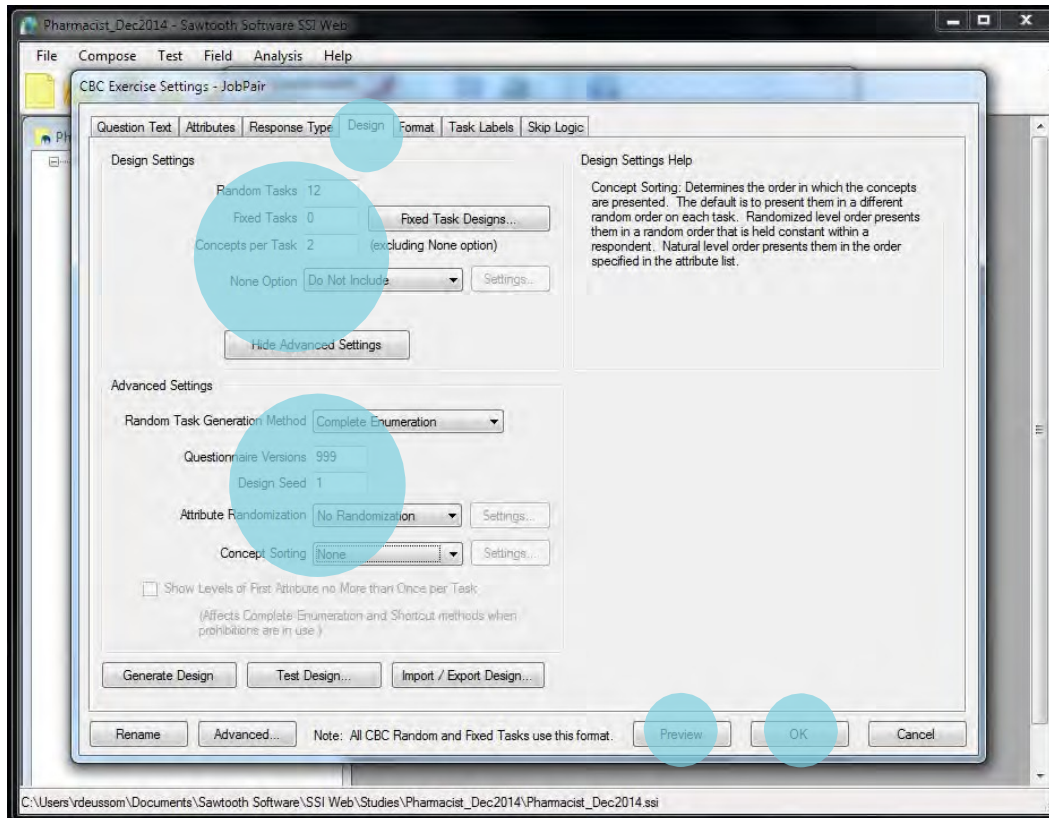 Pharmacist_Dec2014 - Sawtooth Software SSI Web
File Compose Test Field Analysis Help
CBC Exercise Settings - JobPair
Ph
Question Text Attributes Response Type Design Format Task Labels Skip Logic
Design Settings
Random Tasks 12
Fixed Tasks 0 Fixed Task Designs...
Concepts per Task 2 (excluding None option)
None Option Do Not Include Settings...
Hide Advanced Settings
Design Settings Help
Concept Sorting: Determines the order in which the concepts
are presented. The default is to present them in a different
random order on each task. Randomized level order presents
them in a random order that is held constant within a
respondent. Natural level order presents them in the order
specified in the attribute list.
Advanced Settings
Random Task Generation Method Complete Enumeration
Questionnaire Versions 999
Design Seed 1
Attribute Randomization No Randomization Settings...
Concept Sorting None Settings...
Show Levels of First Attribute no More than Once per Task
(Affects Complete Enumeration and Shortcut methods when
prohibitions are in use.)
Generate Design Test Design... Import / Export Design...
Rename Advanced... Note: All CBC Random and Fixed Tasks use this format. Preview OK Cancel
C:\Users\rdeussom\Documents\Sawtooth Software\SSI Web\Studies\Pharmacist_Dec2014\Pharmacist_Dec2014.ssi